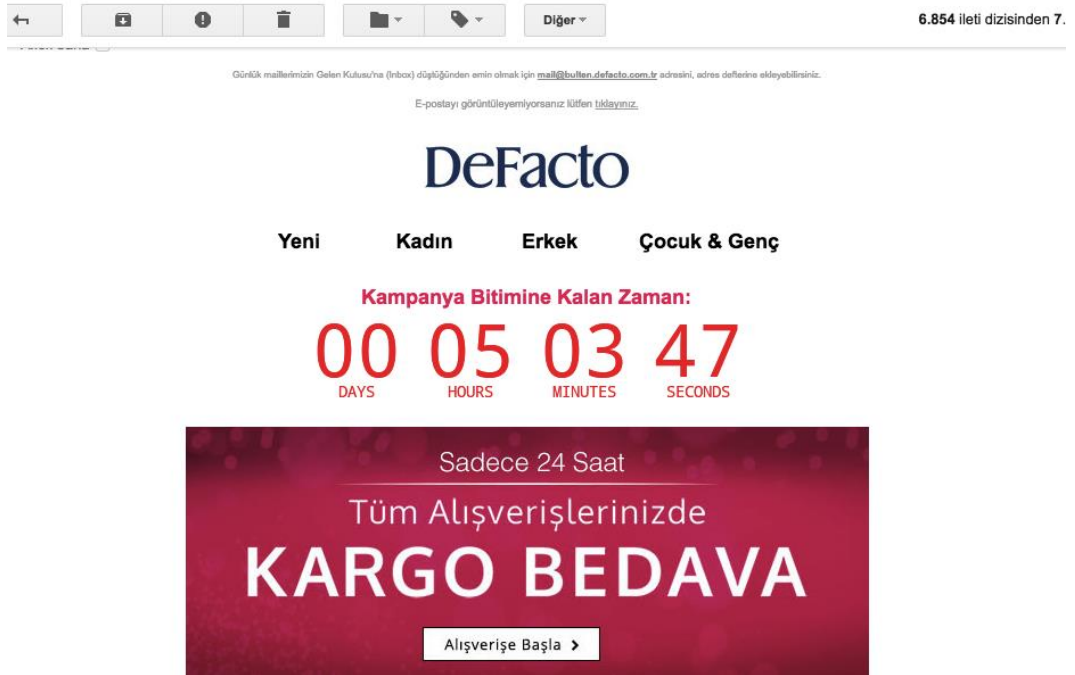 Diğer
6.854 ileti dizisinden 7.
Günlük maillerimizin Gelen Kutusu'na (Inbox) düştüğünden emin olmak için mail@bulten.defacto.com.tr adresini, adres defterine ekleyebilirsiniz.
E-postayı görüntüleyemiyorsanız lütfen tıklayınız.
DeFacto
Yeni Kadın Erkek Çocuk & Genç
Kampanya Bitimine Kalan Zaman:
00 05 03 47
DAYS HOURS MINUTES SECONDS
Sadece 24 Saat
Tüm Alışverişlerinizde
KARGO BEDAVA
Alışverişe Başla >